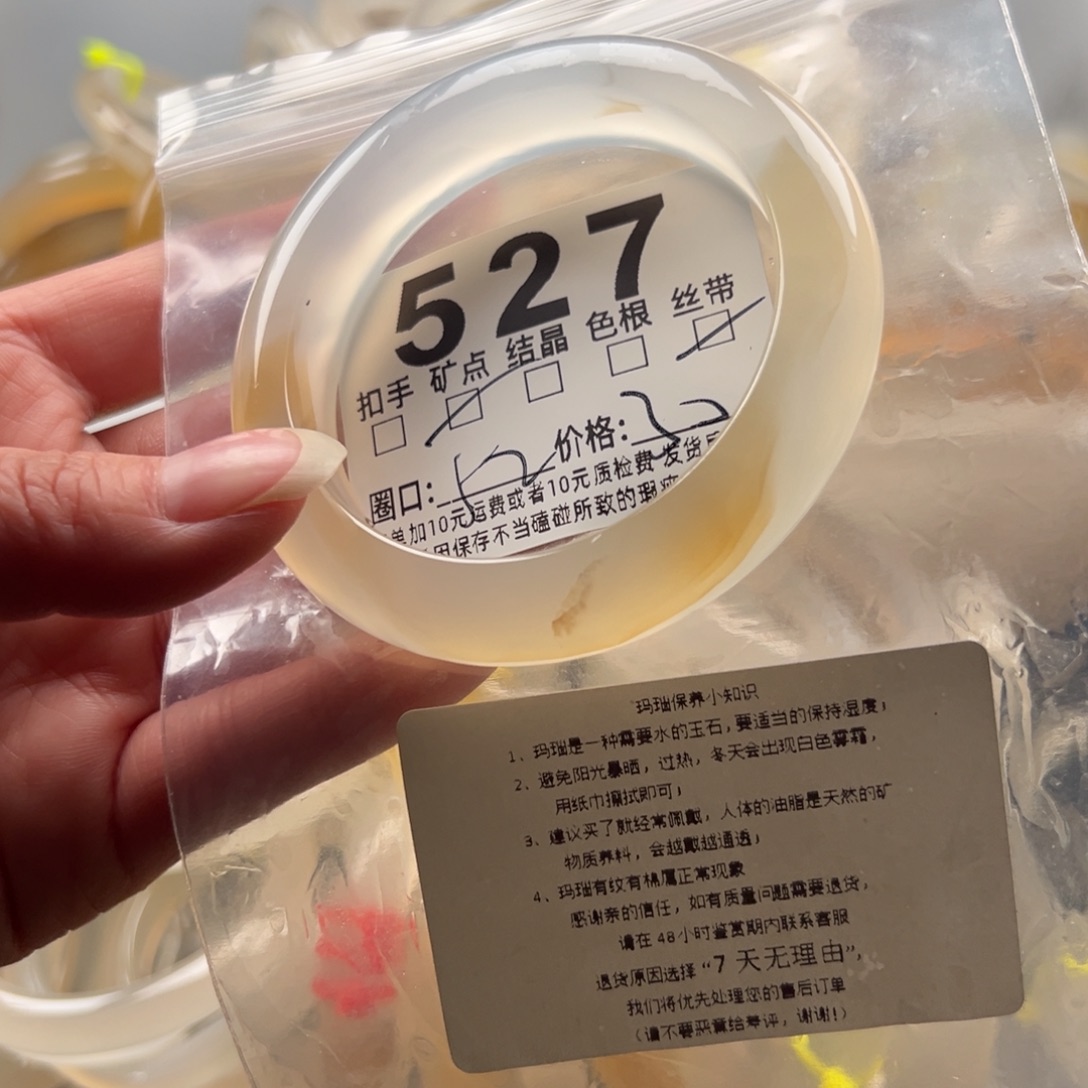 527
扣手 矿点 结晶 色根 丝带
圈口: 价格:
单加10元运费或者10元质检费 发货后
因保存不当磕碰所致的瑕疵
玛瑙保养小知识
1、玛瑙是一种需要水的玉石，要适当的保持湿度；
2、避免阳光暴晒，过热，冬天会出现白色雾霜，
用纸巾擦拭即可；
3、建议买了就经常佩戴，人体的油脂是天然的矿
物质养料，会越戴越通透；
4、玛瑙有纹有棉属正常现象
感谢亲的信任，如有质量问题需要退货，
请在 48小时鉴赏期内联系客服
退货原因选择“7 天无理由”，
我们将优先处理您的售后订单
（请不要恶意给差评，谢谢！）